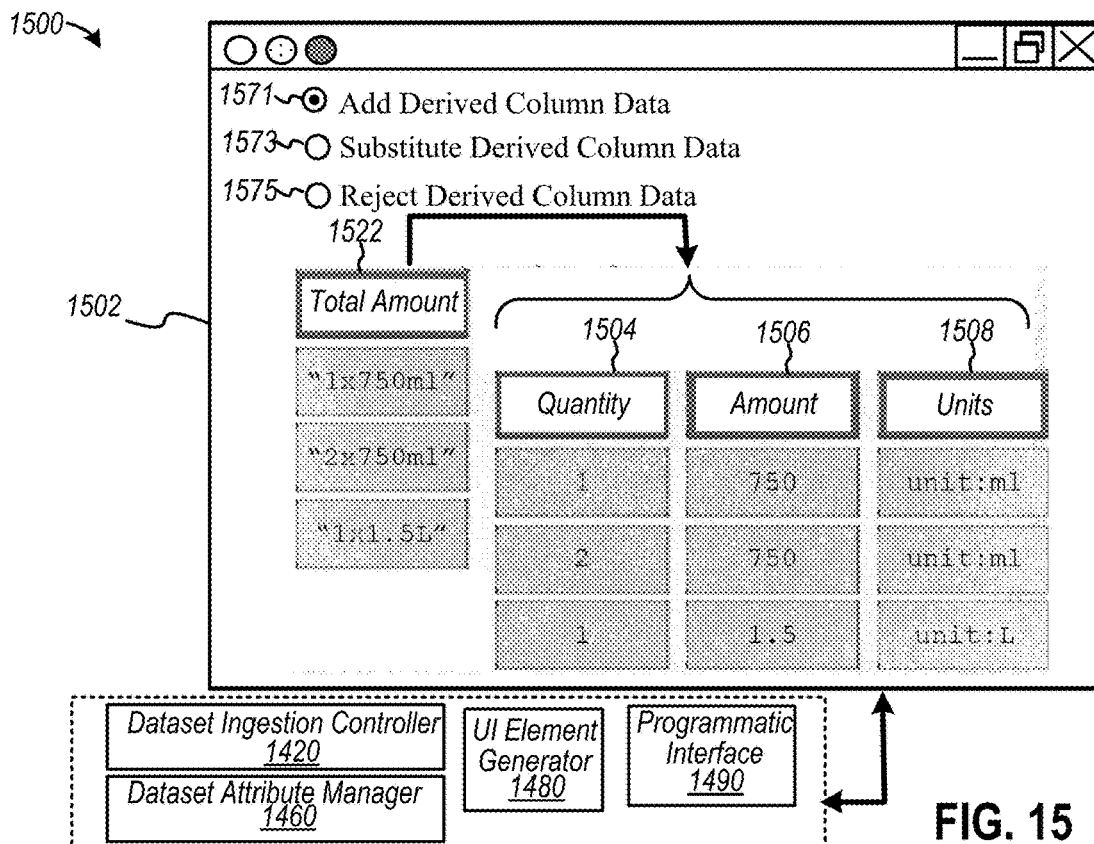 1500
1571 Add Derived Column Data
1573 Substitute Derived Column Data
1575 Reject Derived Column Data
1522
Total Amount
1502
1504 1506 1508
"1x750ml"
Quantity Amount Units
"2x750ml"
1 750 unit:ml
"1x1.5L"
2 750 unit:ml
1 1.5 unit:L
Dataset Ingestion Controller
1420
Dataset Attribute Manager
1460
UI Element
Generator
1480
Programmatic
Interface
1490
FIG. 15